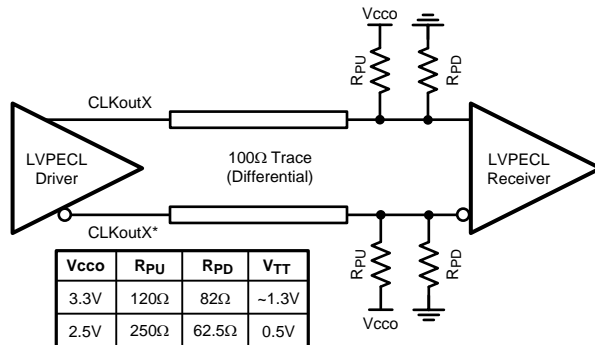 Vcco
RPU
RPD
CLKoutX
LVPECL
Driver
100Ω Trace
(Differential)
LVPECL
Receiver
CLKoutX*
RPU
RPD
Vcco
Vcco RPU RPD VTT
3.3V 120Ω 82Ω ~1.3V
2.5V 250Ω 62.5Ω 0.5V